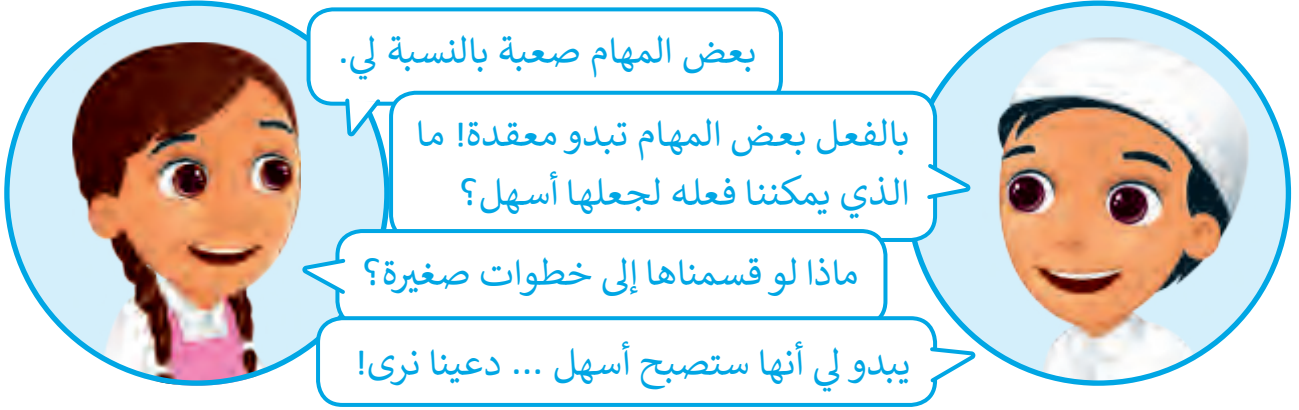 بعض المهام صعبة بالنسبة لي.
بالفعل بعض المهام تبدو معقدة! ما
الذي يمكننا فعله لجعلها أسهل؟
ماذا لو قسمناها إلى خطوات صغيرة؟
يبدو لي أنها ستصبح أسهل ... دعينا نرى!